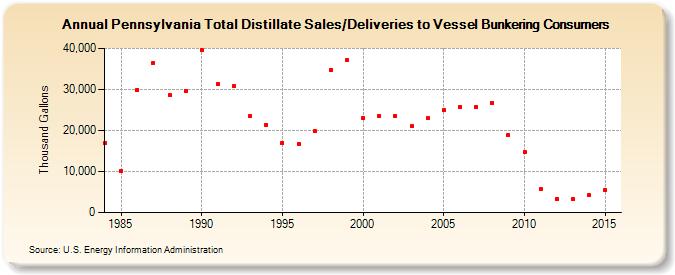 Annual Pennsylvania Total Distillate Sales/Deliveries to Vessel Bunkering Consumers
Thousand Gallons
40,000
30,000
20,000
10,000
0
1985 1990 1995 2000 2005 2010 2015
Source: U.S. Energy Information Administration